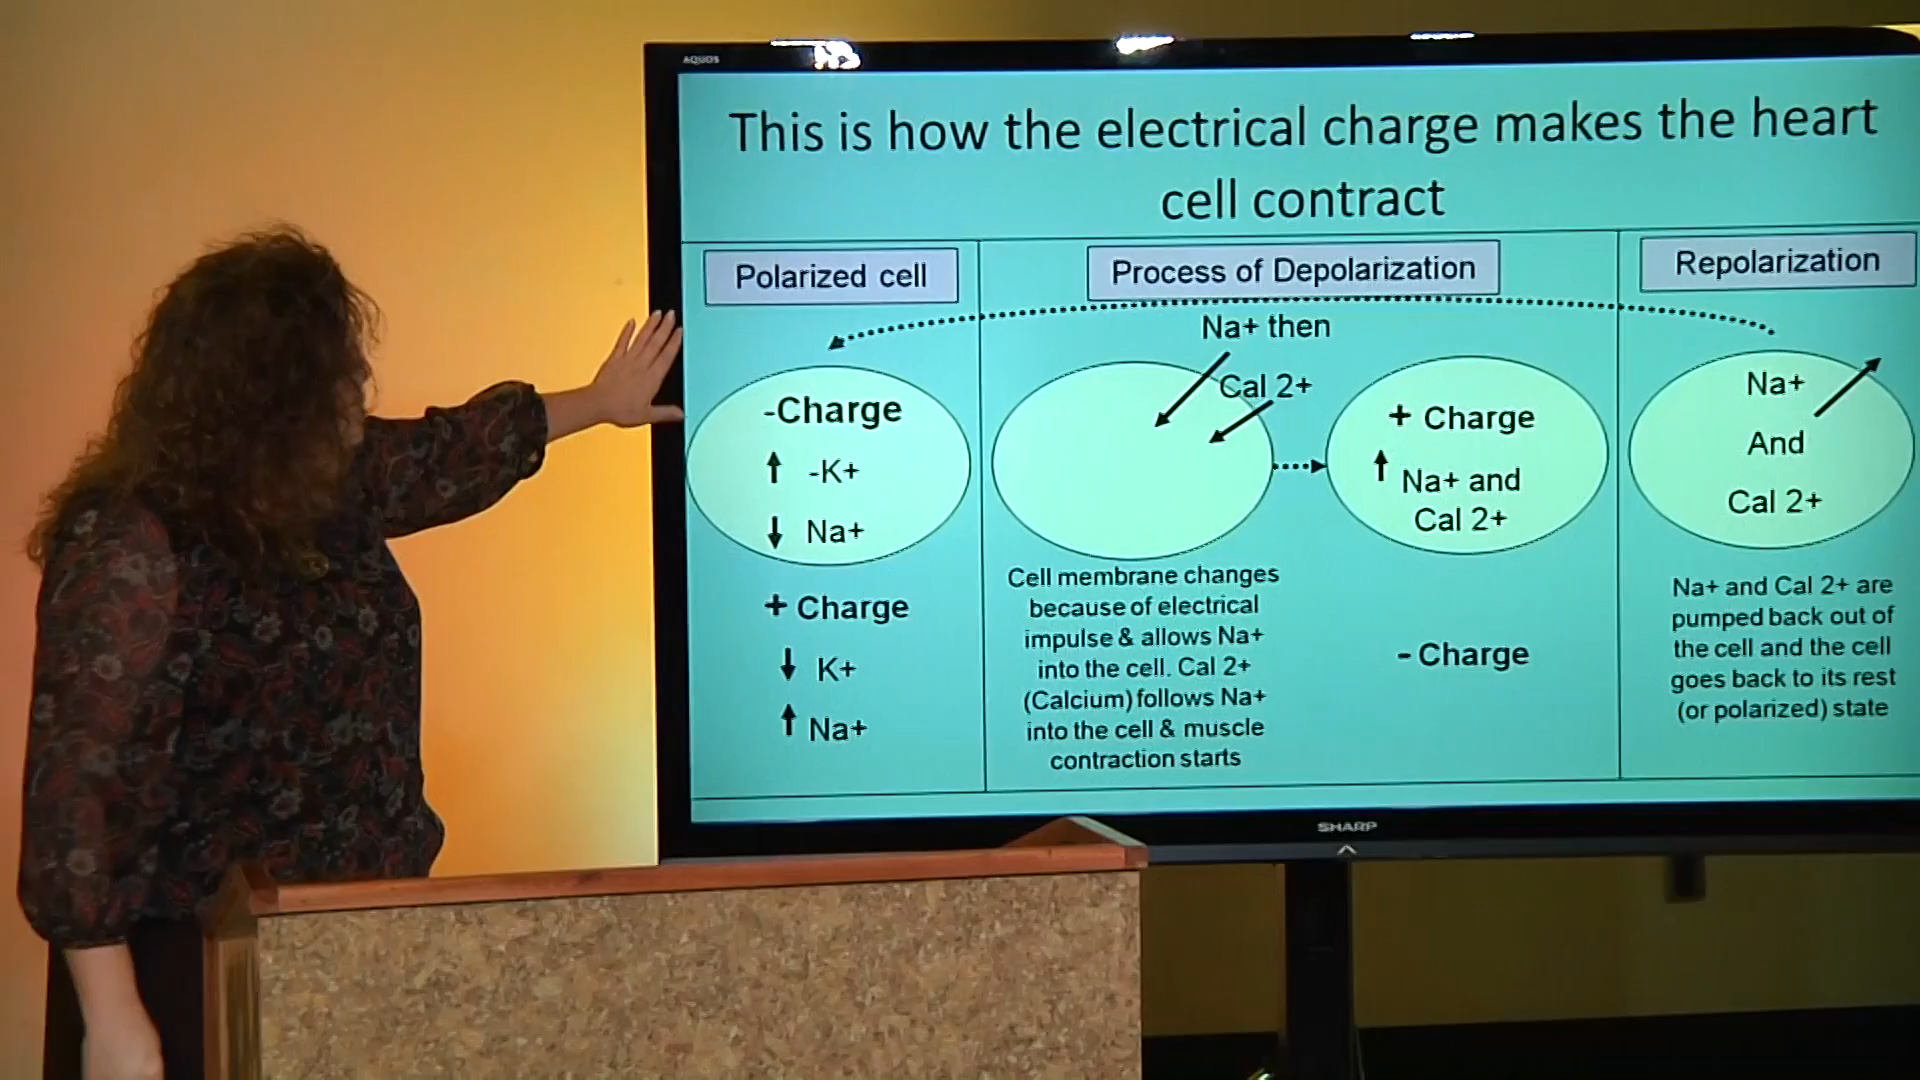 AQUOS
This is how the electrical charge makes the heart
cell contract
Polarized cell
Process of Depolarization
Repolarization
-Charge
↑ -K+
↓ Na+
+ Charge
↓ K+
↑ Na+
Na+ then
Cal 2+
Cell membrane changes
because of electrical
impulse & allows Na+
into the cell. Cal 2+
(Calcium) follows Na+
into the cell & muscle
contraction starts
+ Charge
↑ Na+ and
Cal 2+
- Charge
Na+
And
Cal 2+
Na+ and Cal 2+ are
pumped back out of
the cell and the cell
goes back to its rest
(or polarized) state
SHARP